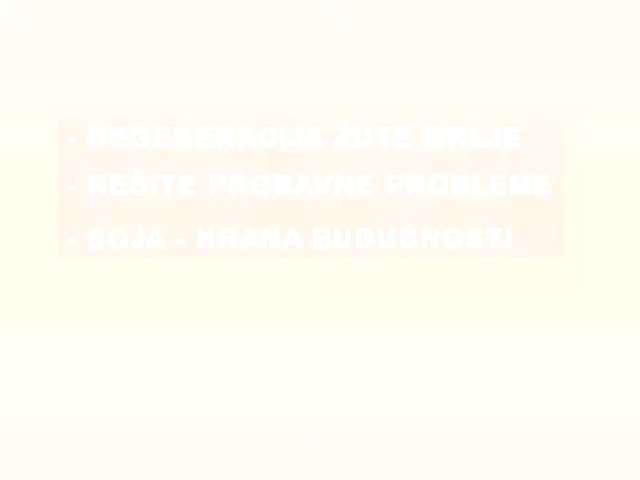 - DEGENERACIJA ŽUTE MRLJE
- REŠITE PROBAVNE PROBLEME
- SOJA - HRANA BUDUĆNOSTI